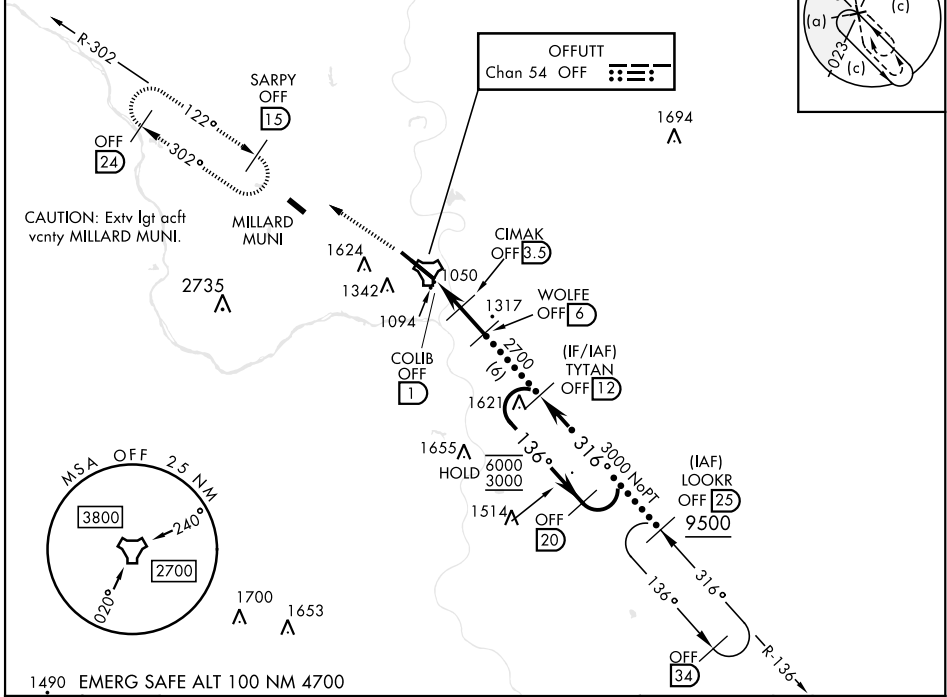 R-302
SARPY
OFF
15
122°
302°
OFF
24
CAUTION: Extv lgt acft
vcnty MILLARD MUNI.
MILLARD
MUNI
OFFUTT
Chan 54 OFF
(a)
(c)
023
(c)
1694
2735
1624
1342
1094
1050
COLIB
OFF
1
CIMAK
OFF 3.5
1317
WOLFE
OFF 6
2700
(6)
(IF/IAF)
TYTAN
OFF 12
1621
1655
HOLD 6000
3000
136°
316°
3000 NoPT
1514
OFF
20
(IAF)
LOOKR
OFF 25
9500
316°
136°
OFF
34
R-136
MSA OFF 25 NM
3800
240°
2700
020°
1700
1653
1490 EMERG SAFE ALT 100 NM 4700